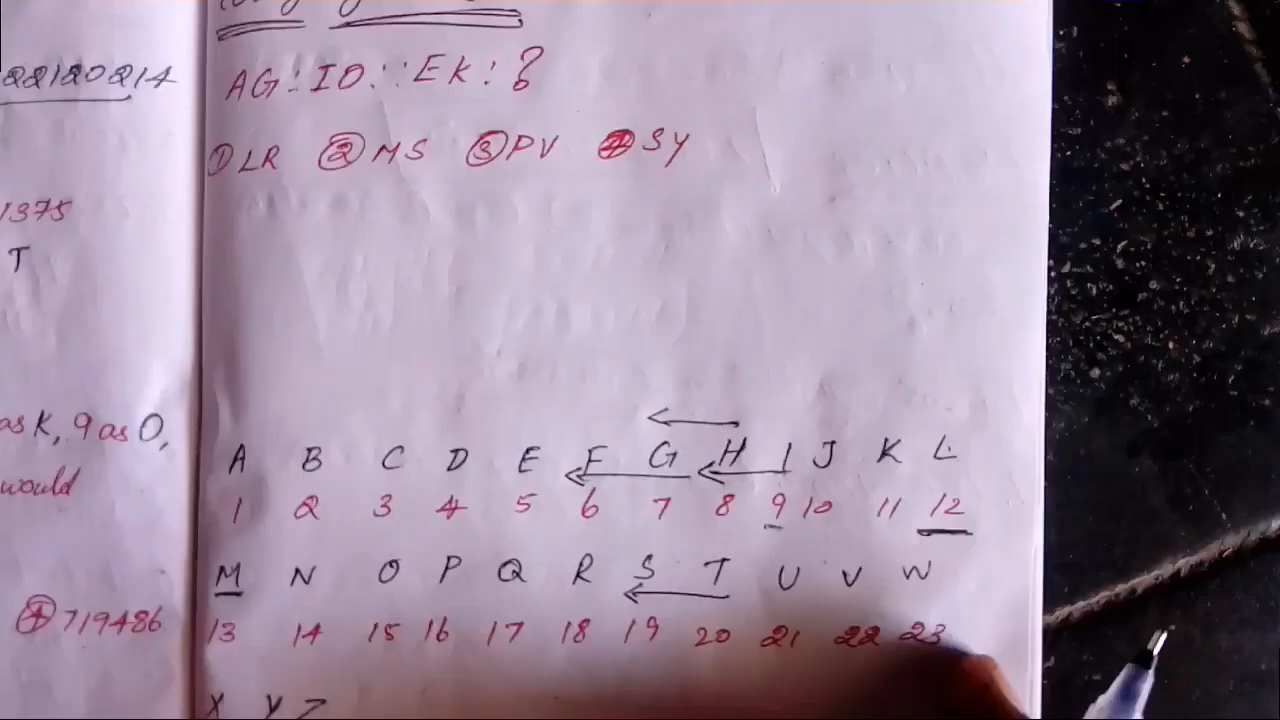 22120214
1375
T
as K, 9 as O,
would
④ 719486
AG : IO :: EK : ?
① LR ② MS ③ PV ④ SY
A B C D E F G H I J K L
1 2 3 4 5 6 7 8 9 10 11 12
M N O P Q R S T U V W
13 14 15 16 17 18 19 20 21 22 23
X Y Z